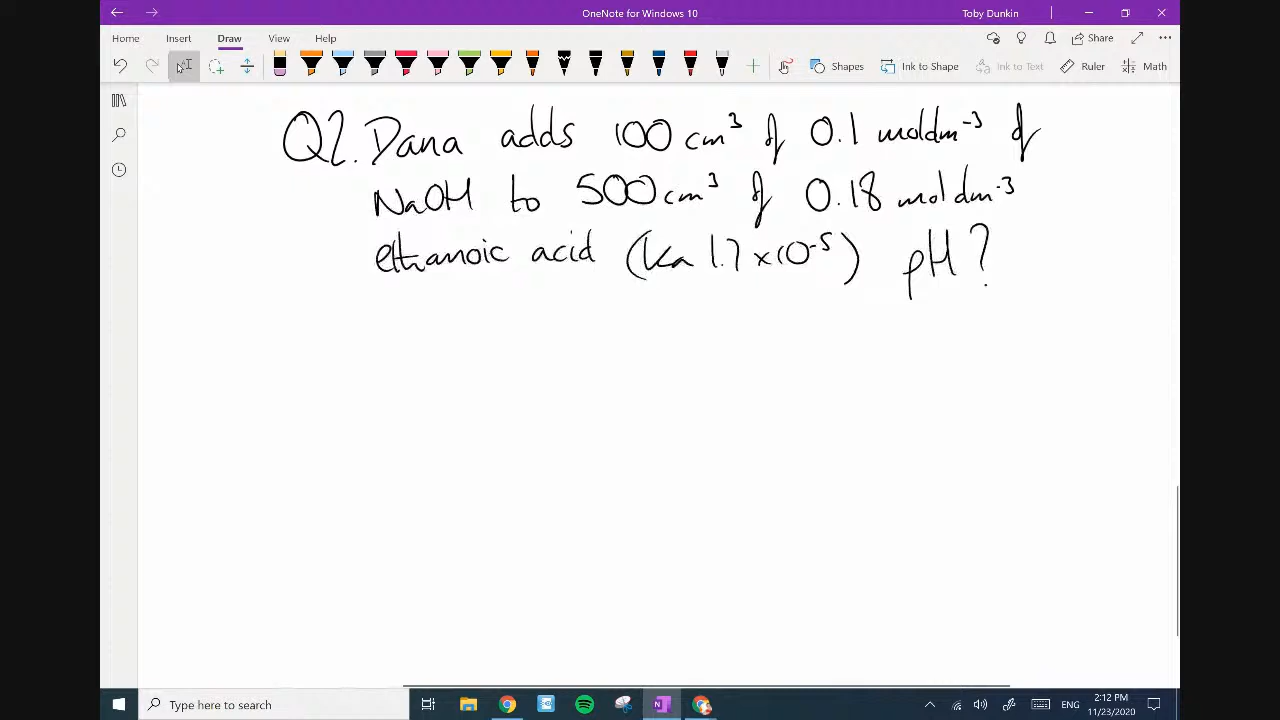 OneNote for Windows 10
Toby Dunkin
Home Insert Draw View Help
Share
Shapes Ink to Shape Ink to Text Ruler Math
Q2. Dana adds 100 cm³ of 0.1 moldm⁻³ of
NaOH to 500 cm³ of 0.18 moldm⁻³
ethanoic acid (ka 1.7 ×10⁻⁵) pH?
Type here to search
ENG
2:12 PM
11/23/2020